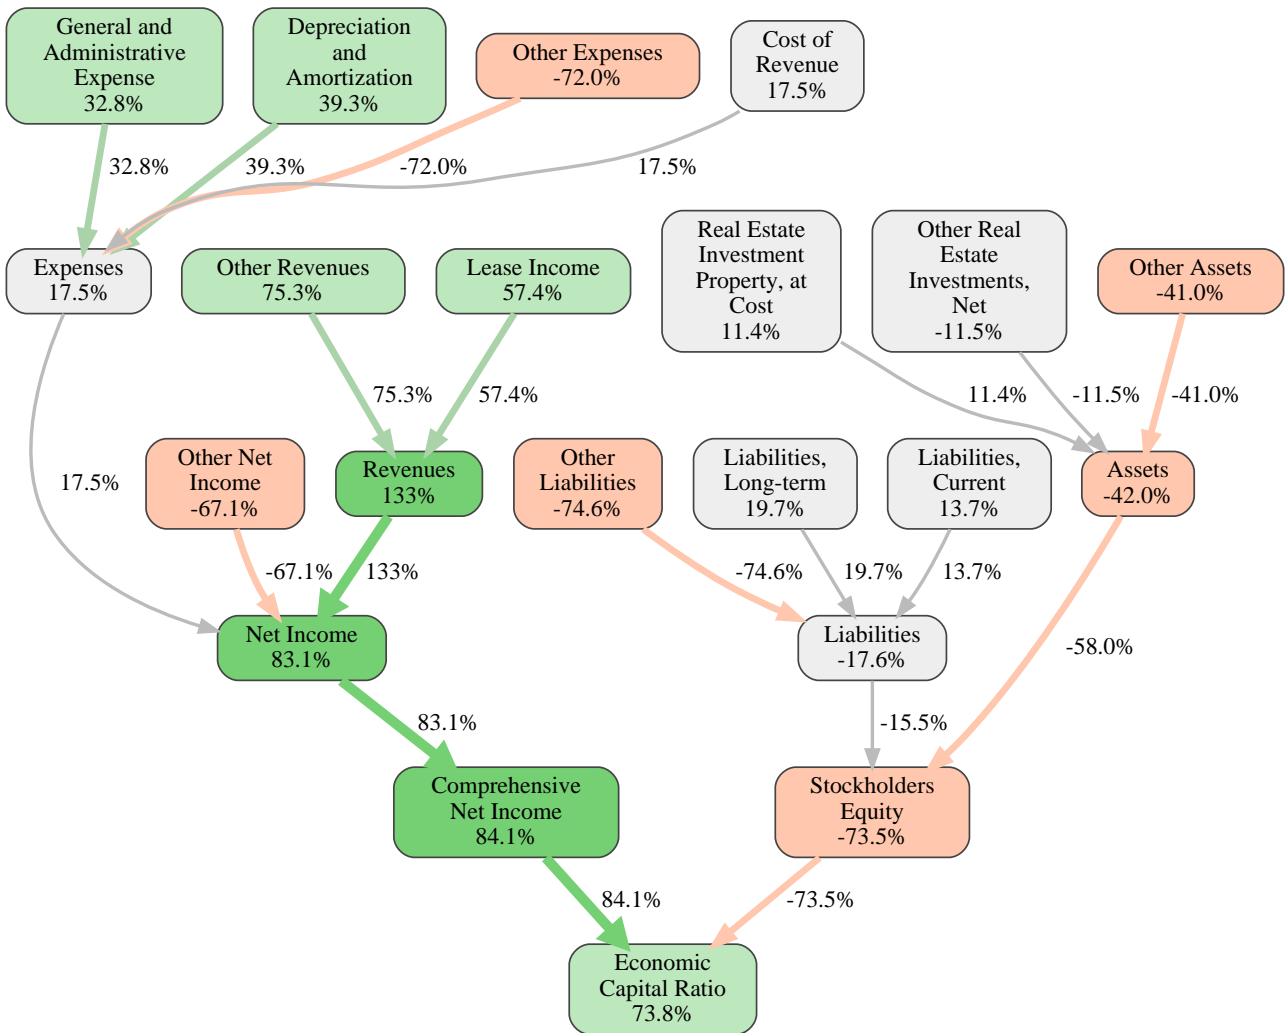 General and
Administrative
Expense
32.8%
Depreciation
and
Amortization
39.3%
Other Expenses
-72.0%
Cost of
Revenue
17.5%
32.8%
39.3%
-72.0%
17.5%
Expenses
17.5%
Other Revenues
75.3%
Lease Income
57.4%
Real Estate
Investment
Property, at
Cost
11.4%
Other Real
Estate
Investments,
Net
-11.5%
Other Assets
-41.0%
75.3%
57.4%
11.4%
-11.5%
-41.0%
17.5%
Other Net
Income
-67.1%
Revenues
133%
Other
Liabilities
-74.6%
Liabilities,
Long-term
19.7%
Liabilities,
Current
13.7%
Assets
-42.0%
-67.1%
133%
-74.6%
19.7%
13.7%
Net Income
83.1%
Liabilities
-17.6%
-58.0%
83.1%
-15.5%
Comprehensive
Net Income
84.1%
Stockholders
Equity
-73.5%
84.1%
-73.5%
Economic
Capital Ratio
73.8%